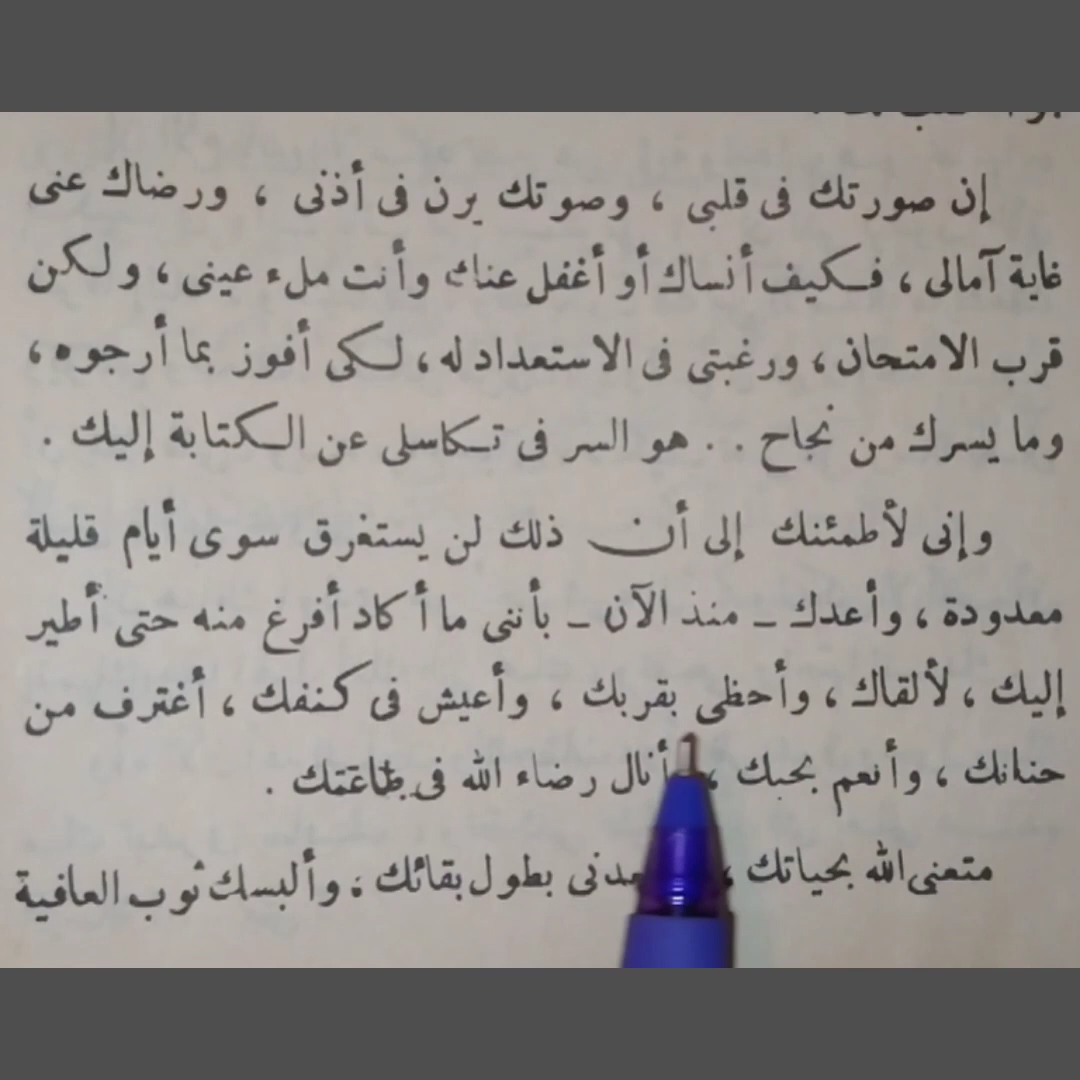 إن صورتك فى قلبى ، وصوتك يرن فى أذنى ، ورضاك عنى
غاية آمالى ، فكيف أنساك أو أغفل عنك وأنت ملء عينى ، ولكن
قرب الامتحان ، ورغبتى فى الاستعداد له ، لكى أفوز بما أرجوه ،
وما يسرك من نجاح . . هو السر فى تكاسلى عن الكتابة إليك .
وإنى لأطمئنك إلى أن ذلك لن يستغرق سوى أيام قليلة
معدودة ، وأعدك – منذ الآن – بأننى ما أكاد أفرغ منه حتى أطير
إليك ، لألقاك ، وأحظى بقربك ، وأعيش فى كنفك ، أغترف من
حنانك ، وأنعم بحبك ، أنال رضاء الله فى طاعتك .
متعنى الله بحياتك ، بطول بقائك ، وألبسك ثوب العافية